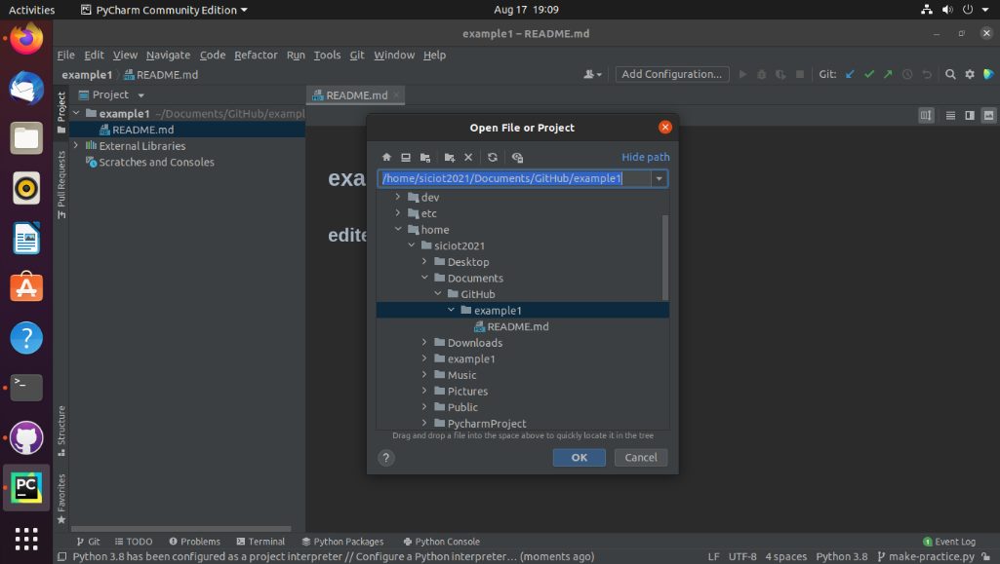 Activities PyCharm Community Edition Aug 17 19:09
example1 – README.md
File Edit View Navigate Code Refactor Run Tools Git Window Help
example1 README.md Add Configuration... Git:
Project
README.md
Project
example1 ~/Documents/GitHub/exampl
README.md
External Libraries
Scratches and Consoles
Pull Requests
Structure
Favorites
exa
edite
Open File or Project
Hide path
/home/siciot2021/Documents/GitHub/example1
dev
etc
home
siciot2021
Desktop
Documents
GitHub
example1
README.md
Downloads
example1
Music
Pictures
Public
PycharmProject
Drag and drop a file into the space above to quickly locate it in the tree
? OK Cancel
Git TODO Problems Terminal Python Packages Python Console 1 Event Log
Python 3.8 has been configured as a project interpreter // Configure a Python interpreter... (moments ago) LF UTF-8 4 spaces Python 3.8 make-practice.py